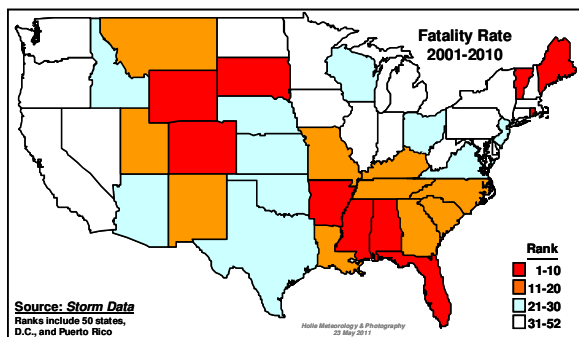 Fatality Rate
2001-2010
Rank
1-10
11-20
21-30
31-52
Source: Storm Data
Ranks include 50 states,
D.C., and Puerto Rico
Holle Meteorology & Photography
23 May 2011